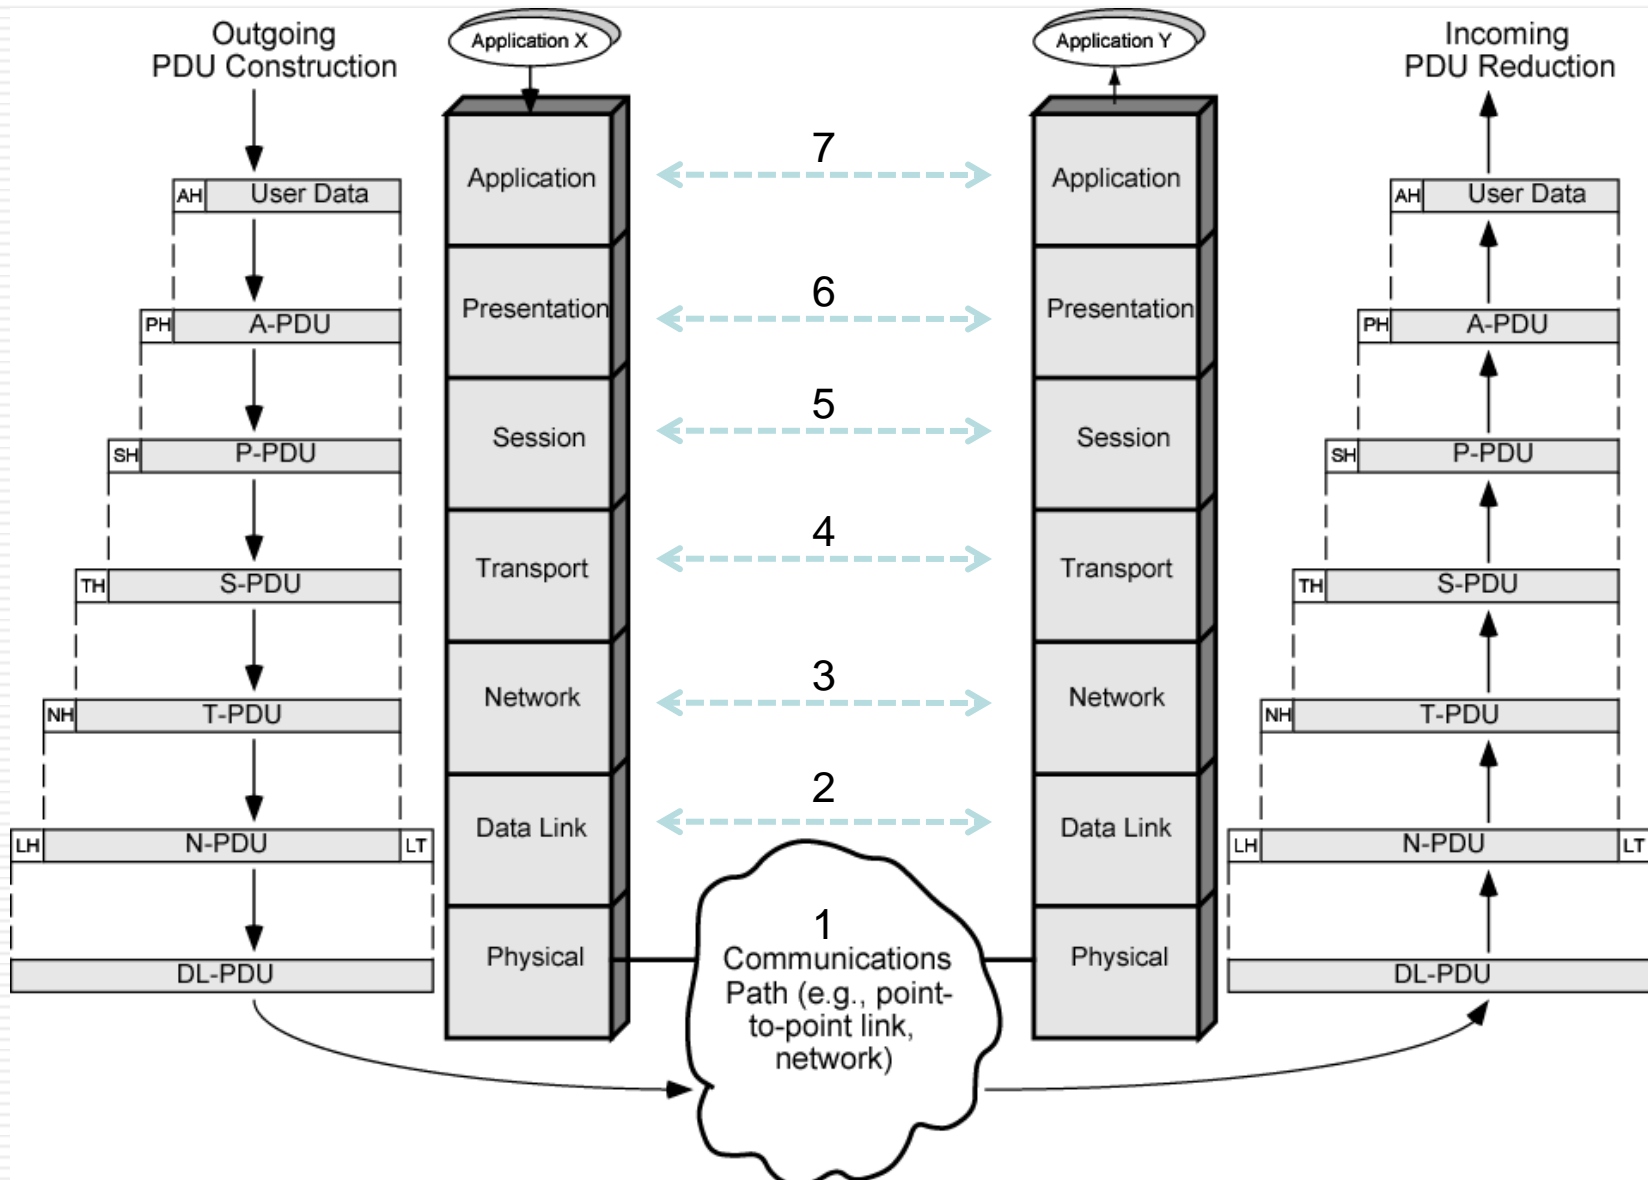 Outgoing
PDU Construction
AH
User Data
PH
A-PDU
SH
P-PDU
TH
S-PDU
NH
T-PDU
LH
N-PDU
LT
DL-PDU
Application X
Application
Presentation
Session
Transport
Network
Data Link
Physical
7
6
5
4
3
2
1
Communications
Path (e.g., point-
to-point link,
network)
Application Y
Application
Presentation
Session
Transport
Network
Data Link
Physical
Incoming
PDU Reduction
AH
User Data
PH
A-PDU
SH
P-PDU
TH
S-PDU
NH
T-PDU
LH
N-PDU
LT
DL-PDU